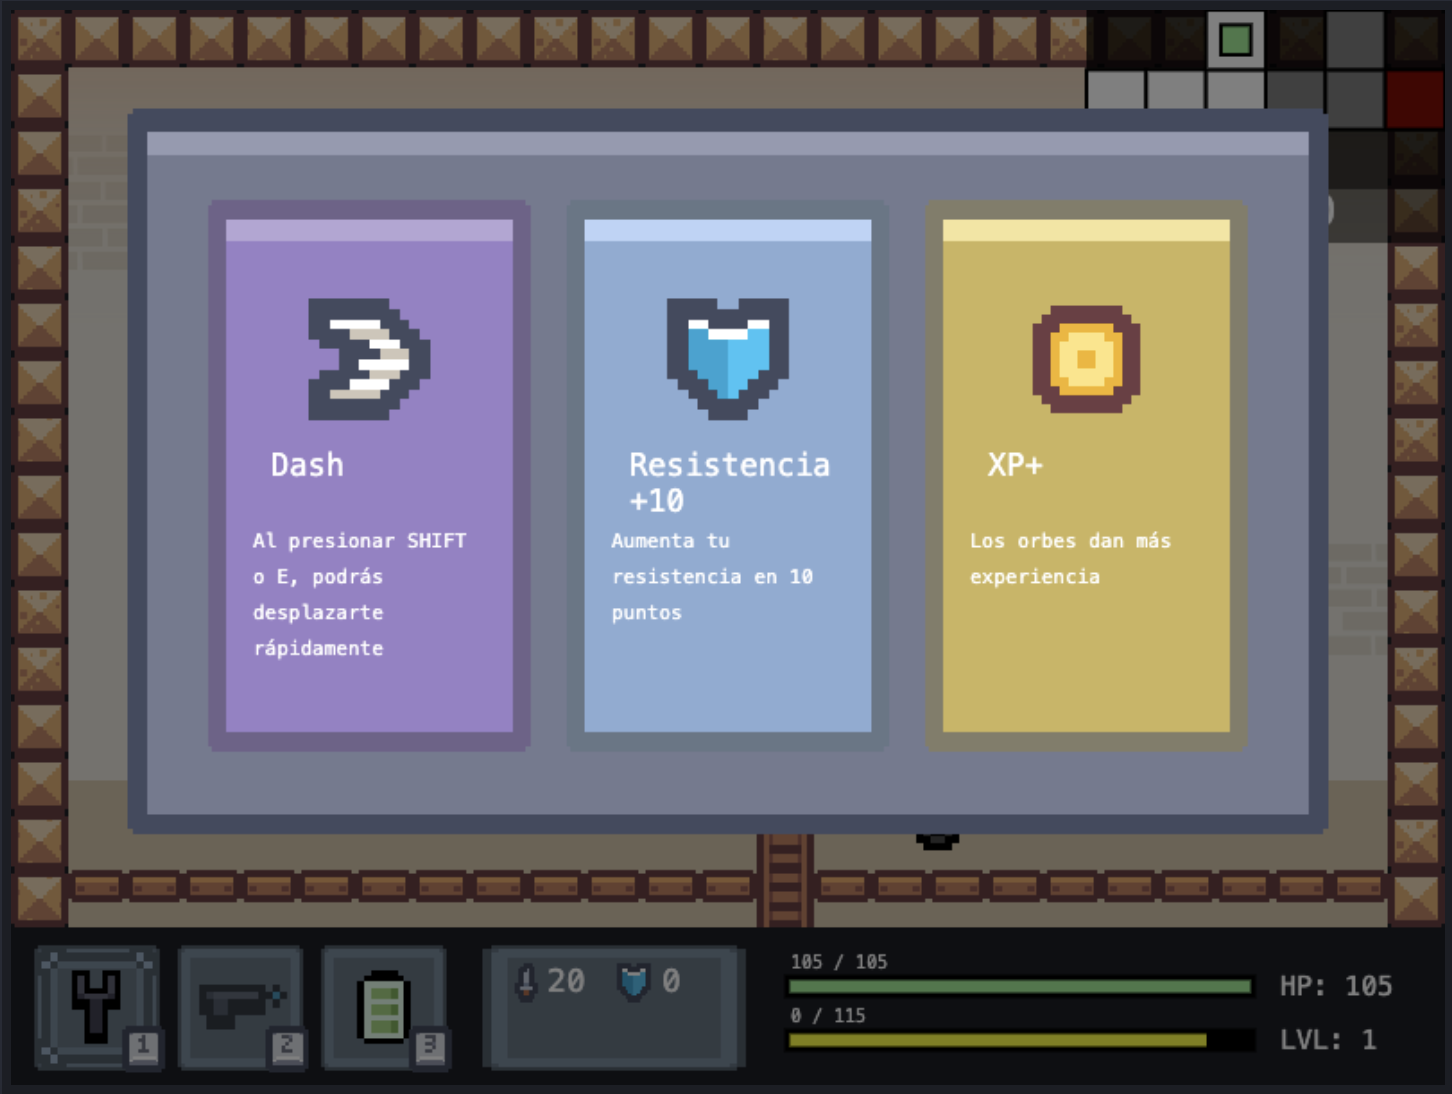 Dash
Al presionar SHIFT
o E, podrás
desplazarte
rápidamente
Resistencia
+10
Aumenta tu
resistencia en 10
puntos
XP+
Los orbes dan más
experiencia
1
2
3
20
0
105 / 105
HP: 105
0 / 115
LVL: 1